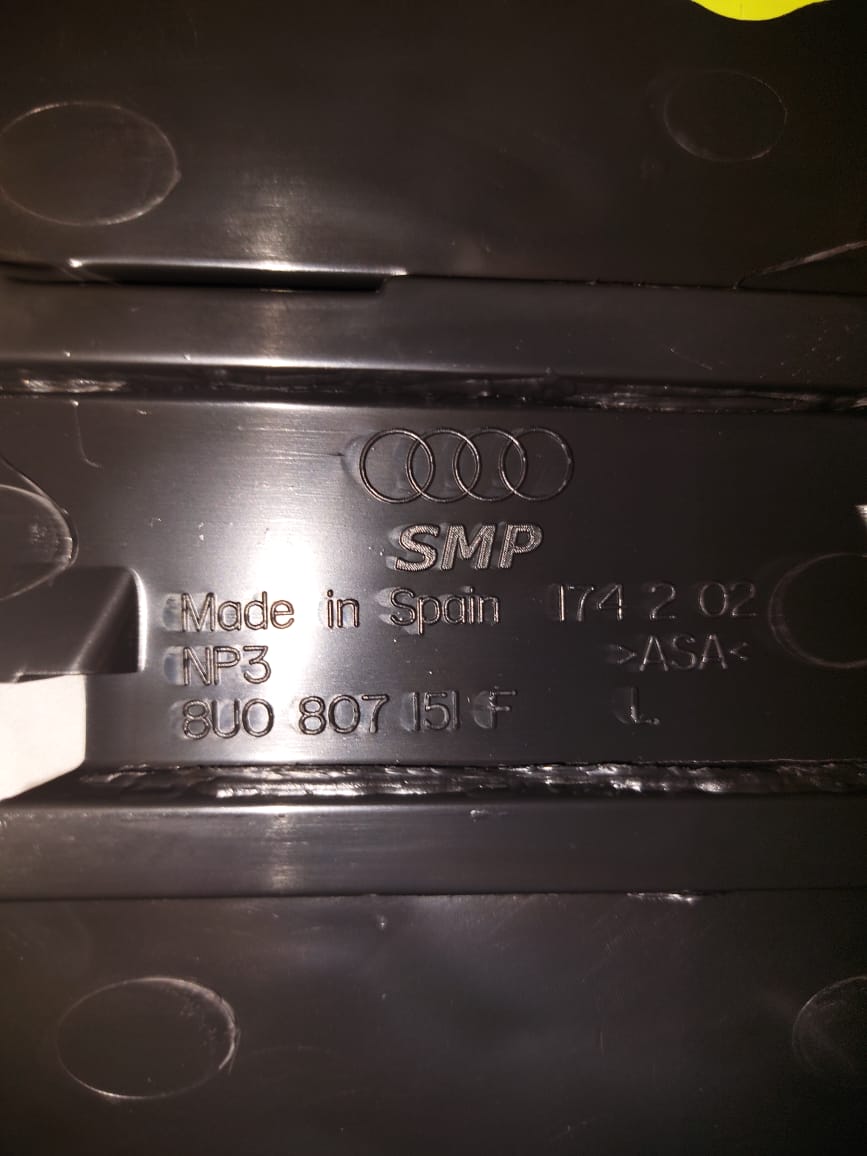 SMP
Made in Spain 174 2 02
NP3 >ASA<
8U0 807 151 F L.